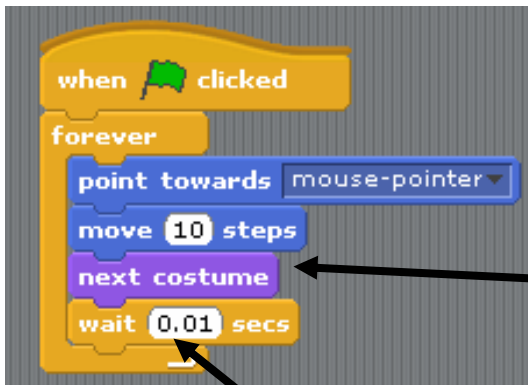 when clicked
forever
point towards mouse-pointer
move 10 steps
next costume
wait 0.01 secs